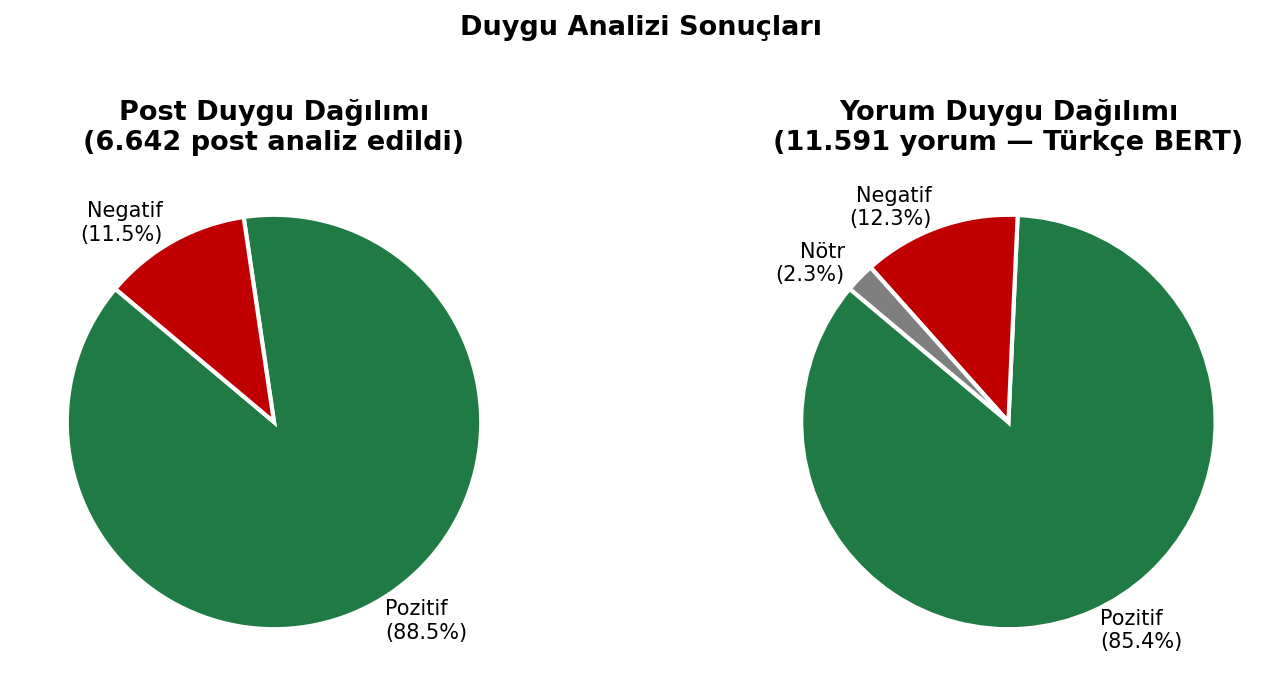 Duygu Analizi Sonuçları
Post Duygu Dağılımı
(6.642 post analiz edildi)
Negatif
(11.5%)
Pozitif
(88.5%)
Yorum Duygu Dağılımı
(11.591 yorum — Türkçe BERT)
Negatif
(12.3%)
Nötr
(2.3%)
Pozitif
(85.4%)